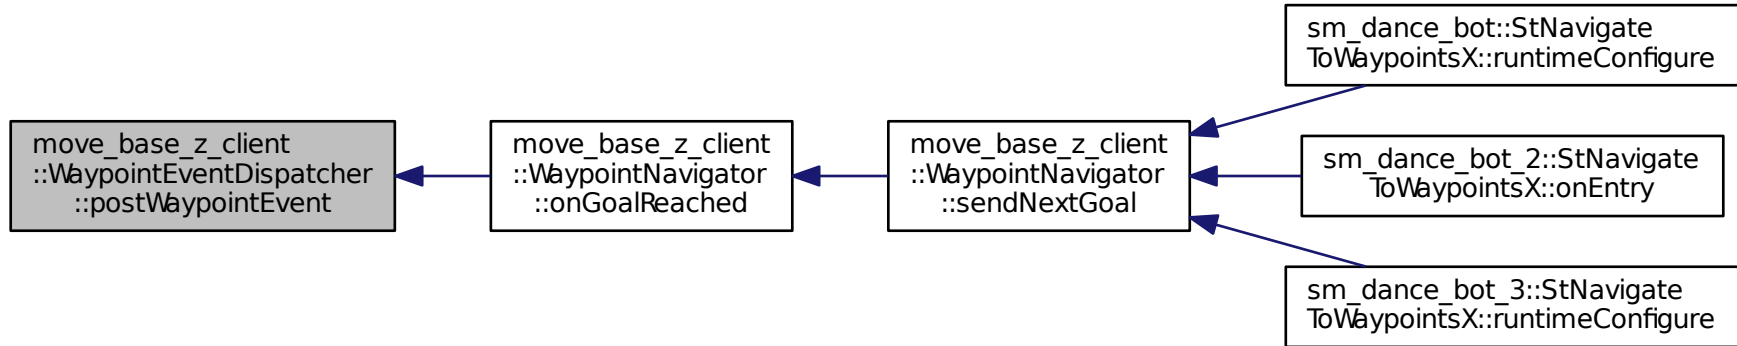 move_base_z_client
::WaypointEventDispatcher
::postWaypointEvent
move_base_z_client
::WaypointNavigator
::onGoalReached
move_base_z_client
::WaypointNavigator
::sendNextGoal
sm_dance_bot::StNavigate
ToWaypointsX::runtimeConfigure
sm_dance_bot_2::StNavigate
ToWaypointsX::onEntry
sm_dance_bot_3::StNavigate
ToWaypointsX::runtimeConfigure